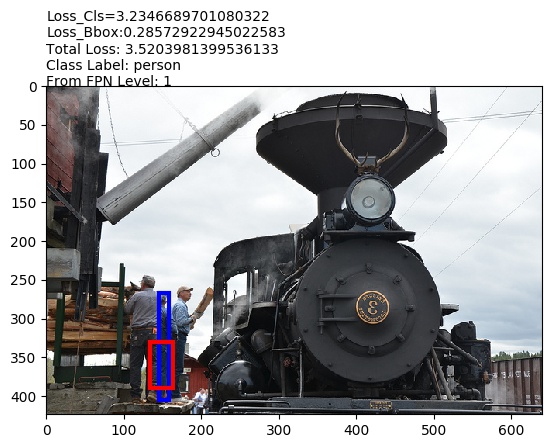 Loss_Cls=3.2346689701080322
Loss_Bbox:0.28572922945022583
Total Loss: 3.5203981399536133
Class Label: person
From FPN Level: 1
0
50
100
150
200
250
300
350
400
0 100 200 300 400 500 600